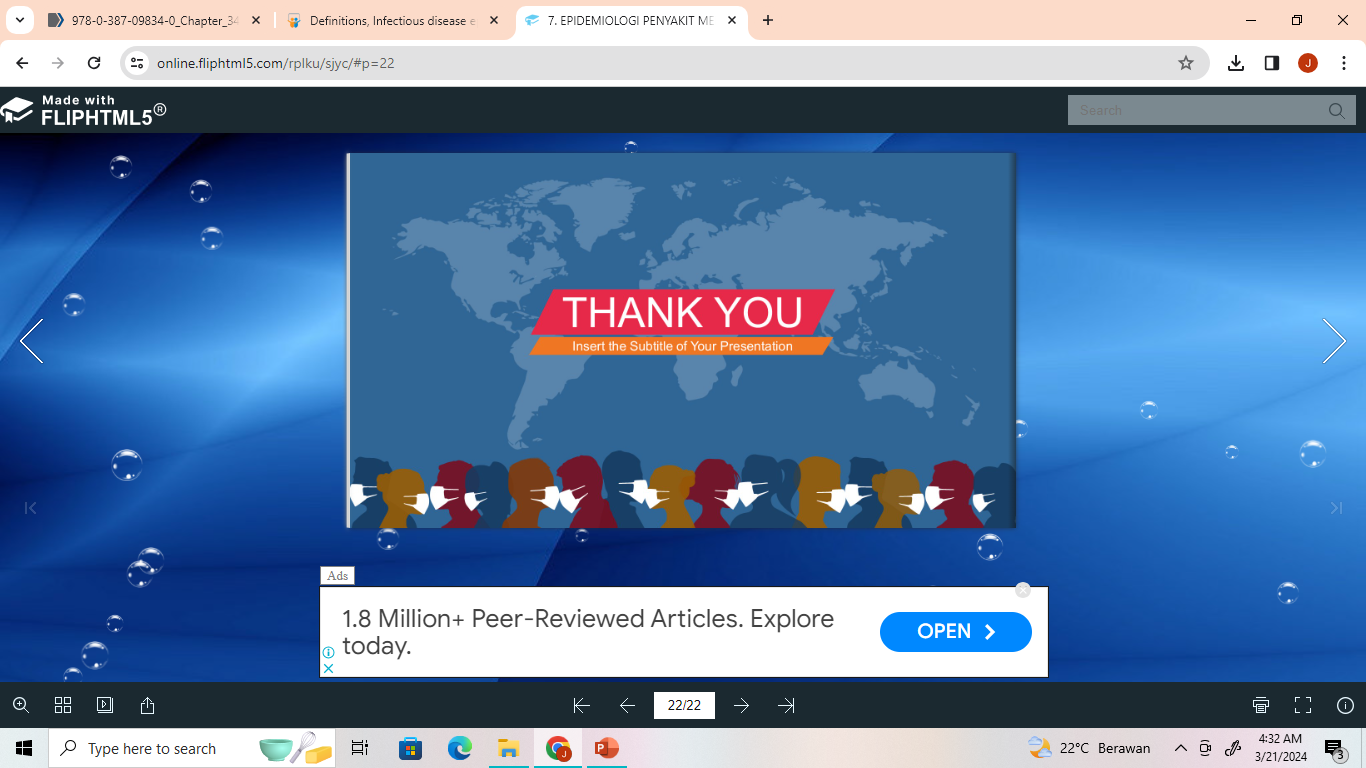 978-0-387-09834-0_Chapter_34
Definitions, Infectious disease e
7. EPIDEMIOLOGI PENYAKIT ME
online.fliphtml5.com/rplku/sjyc/#p=22
J
Made with
FLIPHTML5®
Search
THANK YOU
Insert the Subtitle of Your Presentation
Ads
1.8 Million+ Peer-Reviewed Articles. Explore
today.
OPEN
22/22
Type here to search
22°C Berawan
4:32 AM
3/21/2024
3